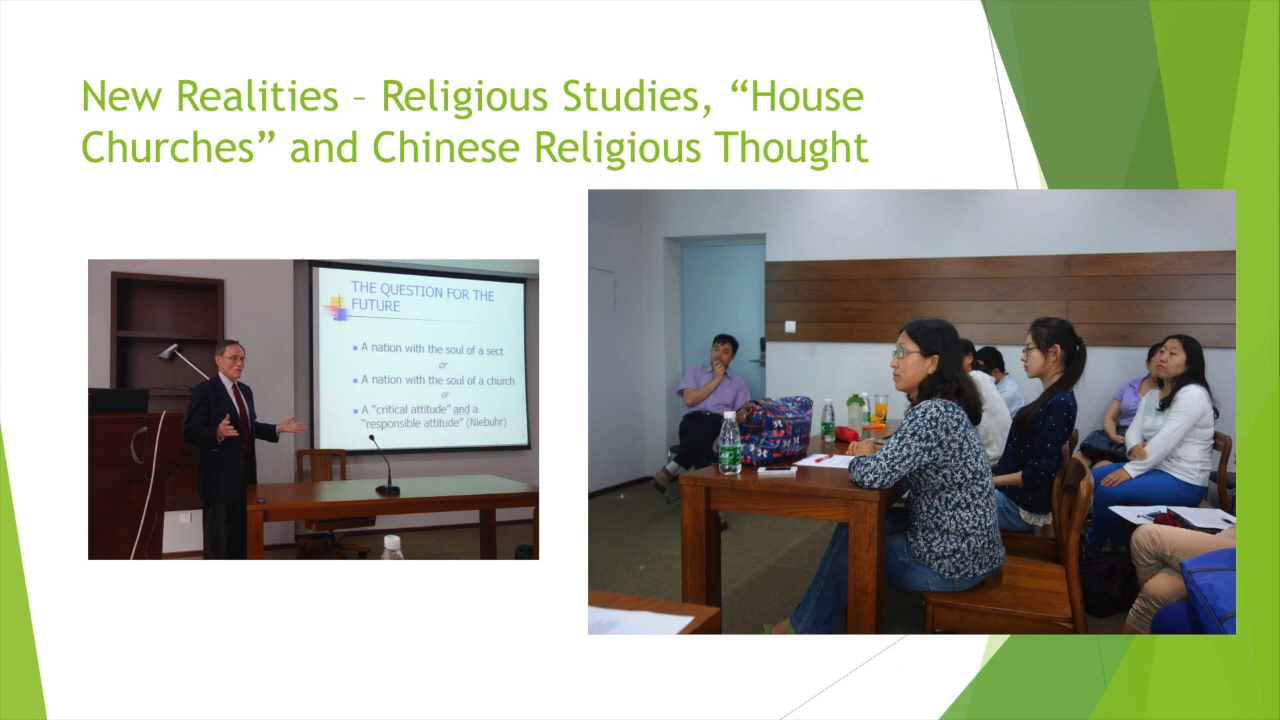 New Realities – Religious Studies, “House
Churches” and Chinese Religious Thought
THE QUESTION FOR THE
FUTURE
A nation with the soul of a sect
or
A nation with the soul of a church
or
A "critical attitude" and a
"responsible attitude" (Niebuhr)